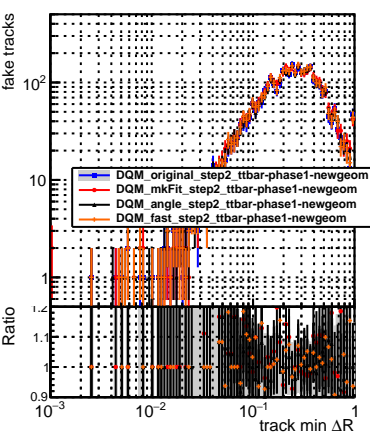 fake tracks
10²
10
1
DQM_original_step2_ttbar-phase1-newgeom
DQM_mkFit_step2_ttbar-phase1-newgeom
DQM_angle_step2_ttbar-phase1-newgeom
DQM_fast_step2_ttbar-phase1-newgeom
Ratio
1.2
1.1
1
0.9
10⁻³ 10⁻² 10⁻¹ 1
track min ΔR